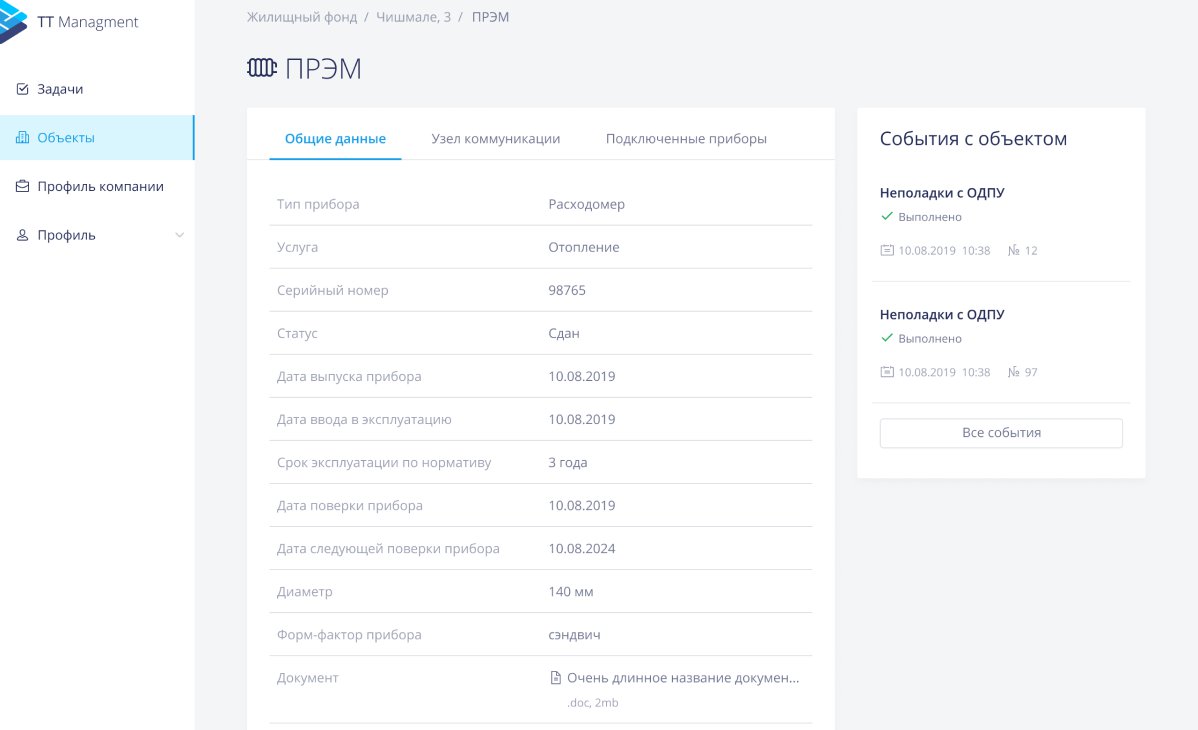 TT Managment
Задачи
Объекты
Профиль компании
Профиль
Жилищный фонд / Чишмале, 3 / ПРЭМ
ПРЭМ
Общие данные Узел коммуникации Подключенные приборы
Тип прибора Расходомер
Услуга Отопление
Серийный номер 98765
Статус Сдан
Дата выпуска прибора 10.08.2019
Дата ввода в эксплуатацию 10.08.2019
Срок эксплуатации по нормативу 3 года
Дата поверки прибора 10.08.2019
Дата следующей поверки прибора 10.08.2024
Диаметр 140 мм
Форм-фактор прибора сэндвич
Документ Очень длинное название докумен...
.doc, 2mb
События с объектом
Неполадки с ОДПУ
Выполнено
10.08.2019 10:38 № 12
Неполадки с ОДПУ
Выполнено
10.08.2019 10:38 № 97
Все события